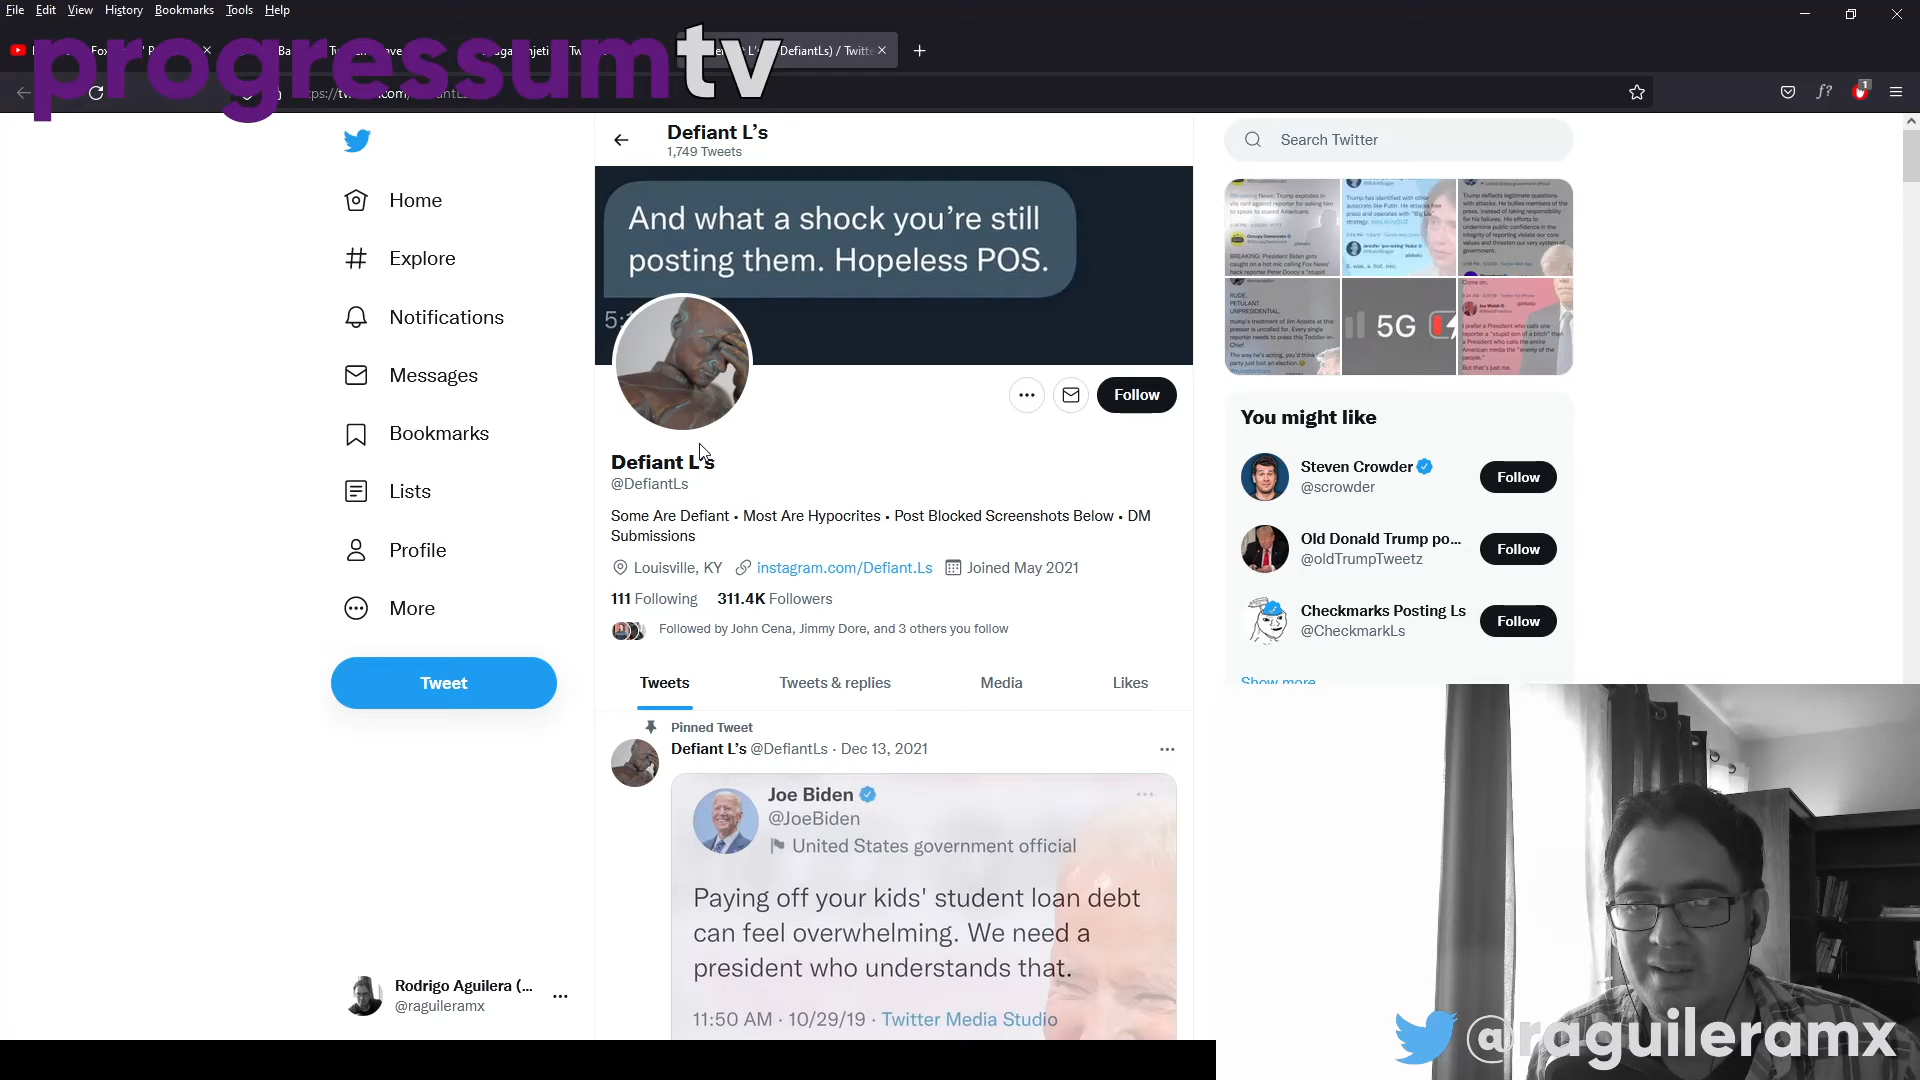 File Edit View History Bookmarks Tools Help
progressumtv
DefiantLs) / Twitt
Defiant L's
1,749 Tweets
Search Twitter
And what a shock you're still
posting them. Hopeless POS.
Home
Explore
Notifications
Messages
Bookmarks
Lists
Profile
More
Tweet
Follow
Defiant L's
@DefiantLs
Some Are Defiant • Most Are Hypocrites • Post Blocked Screenshots Below • DM
Submissions
Louisville, KY instagram.com/Defiant.Ls Joined May 2021
111 Following 311.4K Followers
Followed by John Cena, Jimmy Dore, and 3 others you follow
Tweets Tweets & replies Media Likes
Pinned Tweet
Defiant L's @DefiantLs · Dec 13, 2021
Joe Biden
@JoeBiden
United States government official
Paying off your kids' student loan debt
can feel overwhelming. We need a
president who understands that.
11:50 AM · 10/29/19 · Twitter Media Studio
5G
You might like
Steven Crowder
@scrowder
Follow
Old Donald Trump po...
@oldTrumpTweetz
Follow
Checkmarks Posting Ls
@CheckmarkLs
Follow
Show more
Rodrigo Aguilera (...
@raguileramx
@raguileramx